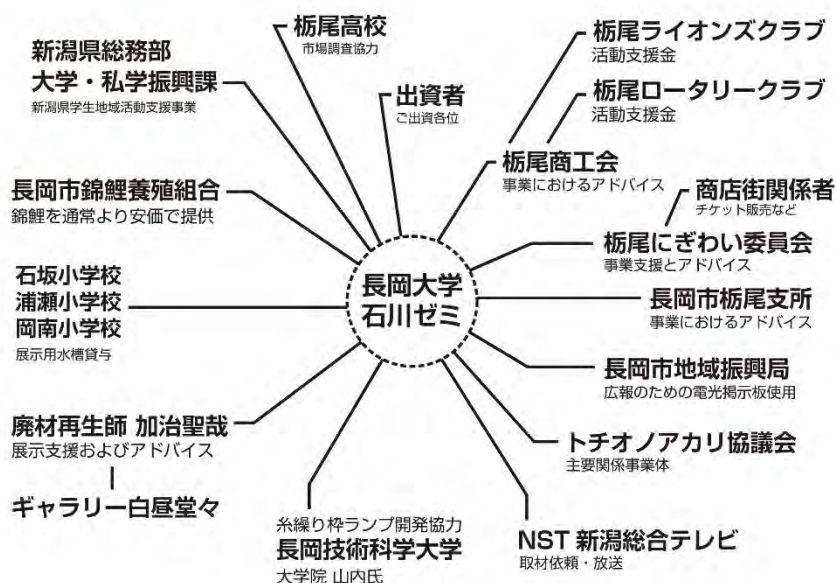 栃尾高校
市場調査協力
新潟県総務部
大学・私学振興課
新潟県学生地域活動支援事業
出資者
ご出資各位
栃尾ライオンズクラブ
活動支援金
栃尾ロータリークラブ
活動支援金
栃尾商工会
事業におけるアドバイス
長岡市錦鯉養殖組合
錦鯉を通常より安価で提供
商店街関係者
チケット販売など
栃尾にぎわい委員会
事業支援とアドバイス
石坂小学校
浦瀬小学校
岡南小学校
展示用水槽貸与
長岡大学
石川ゼミ
長岡市栃尾支所
事業におけるアドバイス
長岡市地域振興局
広報のための電光掲示板使用
廃材再生師 加治聖哉
展示支援およびアドバイス
ギャラリー白昼堂々
トチオノアカリ協議会
主要関係事業体
糸繰り枠ランプ開発協力
長岡技術科学大学
大学院 山内氏
NST 新潟総合テレビ
取材依頼・放送